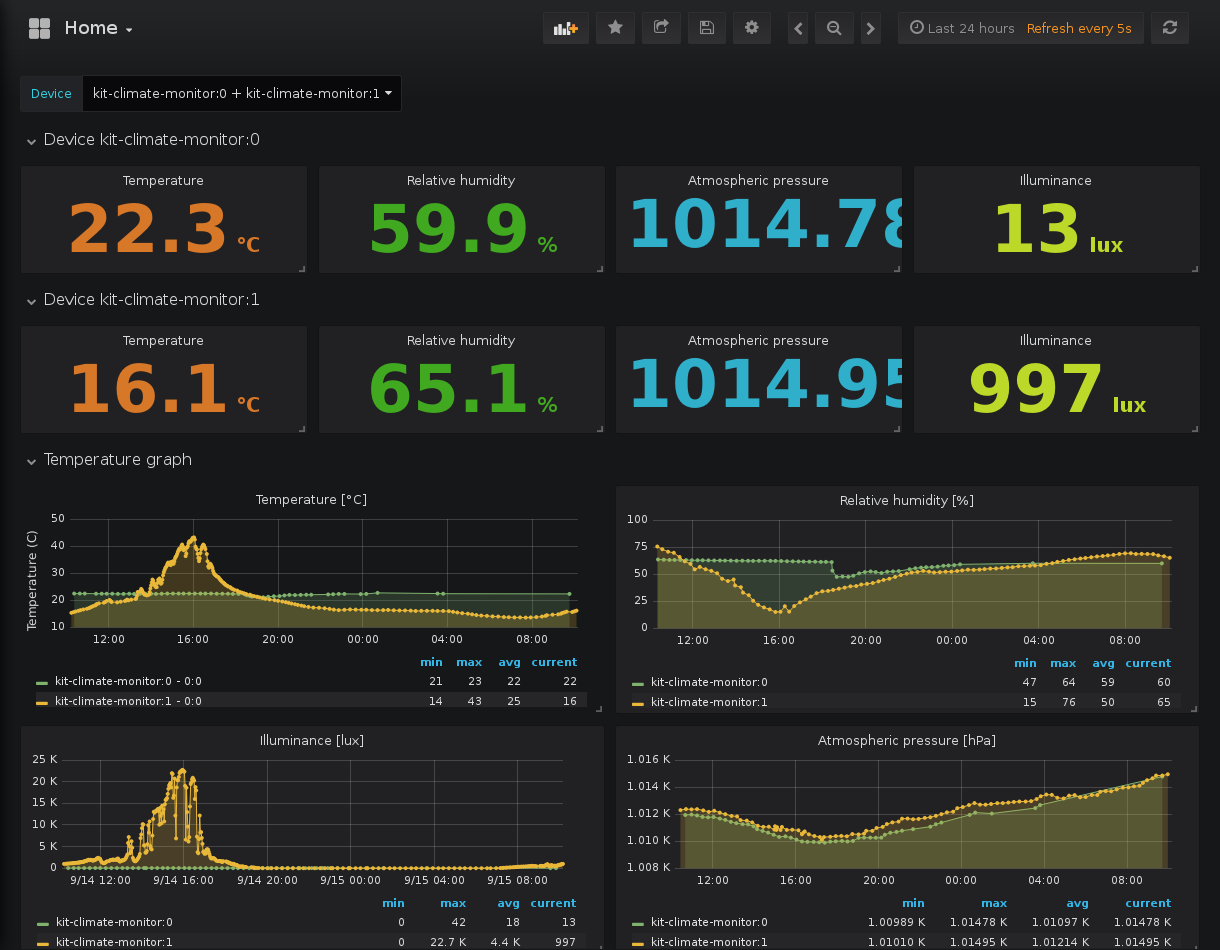 Home
Last 24 hours Refresh every 5s
Device kit-climate-monitor:0 + kit-climate-monitor:1
Device kit-climate-monitor:0
Temperature Relative humidity Atmospheric pressure Illuminance
22.3 °C 59.9 % 1014.78 13 lux
Device kit-climate-monitor:1
Temperature Relative humidity Atmospheric pressure Illuminance
16.1 °C 65.1 % 1014.95 997 lux
Temperature graph
Temperature [°C]
Temperature (C)
50
40
30
20
10
12:00 16:00 20:00 00:00 04:00 08:00
min max avg current
kit-climate-monitor:0 - 0:0 21 23 22 22
kit-climate-monitor:1 - 0:0 14 43 25 16
Relative humidity [%]
100
75
50
25
0
12:00 16:00 20:00 00:00 04:00 08:00
min max avg current
kit-climate-monitor:0 47 64 59 60
kit-climate-monitor:1 15 76 50 65
Illuminance [lux]
25 K
20 K
15 K
10 K
5 K
0
9/14 12:00 9/14 16:00 9/14 20:00 9/15 00:00 9/15 04:00 9/15 08:00
min max avg current
kit-climate-monitor:0 0 42 18 13
kit-climate-monitor:1 0 22.7 K 4.4 K 997
Atmospheric pressure [hPa]
1.016 K
1.014 K
1.012 K
1.010 K
1.008 K
12:00 16:00 20:00 00:00 04:00 08:00
min max avg current
kit-climate-monitor:0 1.00989 K 1.01478 K 1.01097 K 1.01478 K
kit-climate-monitor:1 1.01010 K 1.01495 K 1.01214 K 1.01495 K